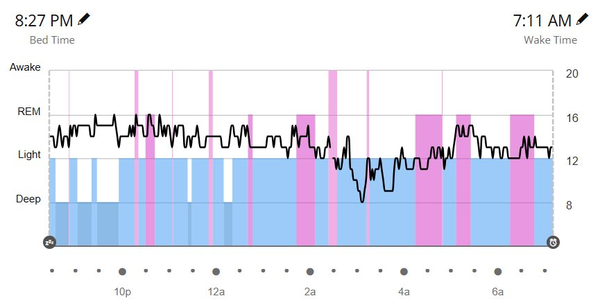 8:27 PM
7:11 AM
Bed Time
Wake Time
Awake
20
REM
16
Light
12
Deep
8
zzz
10p
12a
2a
4a
6a